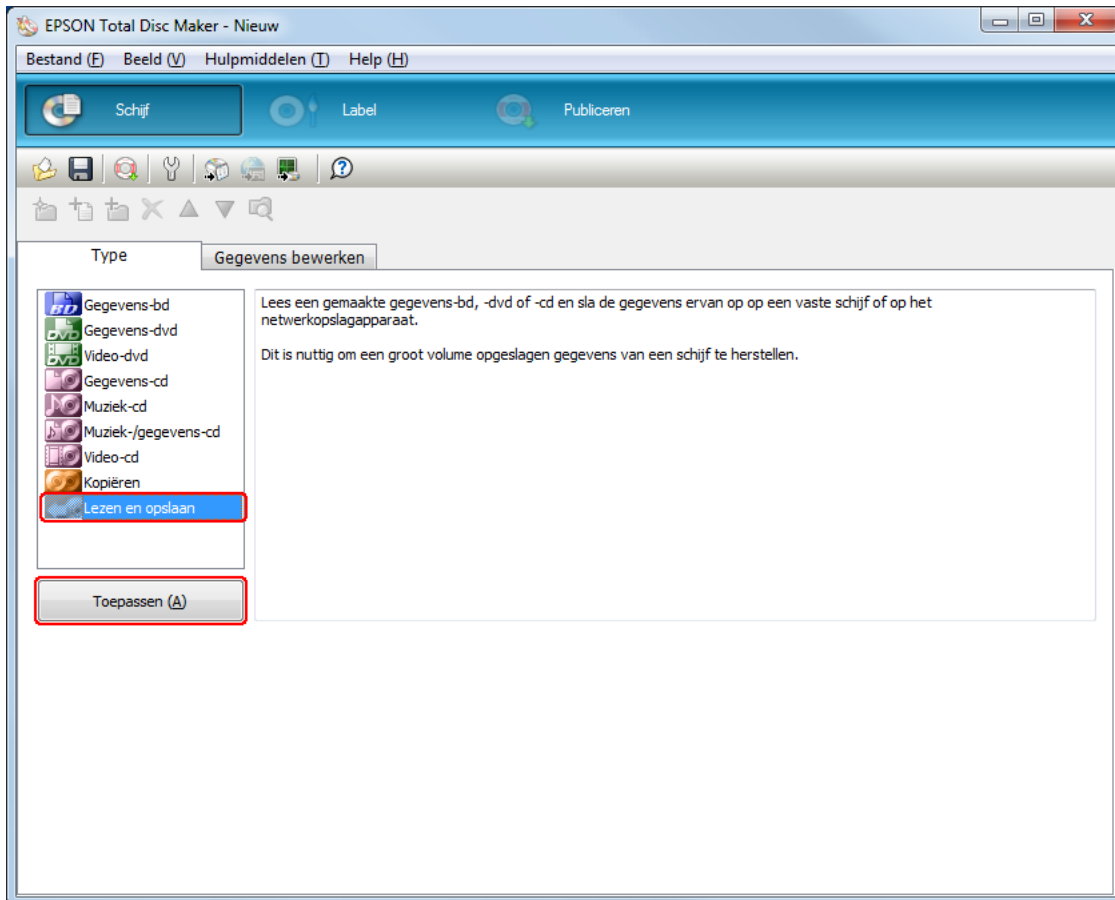 EPSON Total Disc Maker - Nieuw
Bestand (F) Beeld (V) Hulpmiddelen (T) Help (H)
Schijf Label Publiceren
Type Gegevens bewerken
BD Gegevens-bd
DVD Gegevens-dvd
DVD Video-dvd
Gegevens-cd
Muziek-cd
Muziek-/gegevens-cd
Video-cd
Kopiëren
Lezen en opslaan
Toepassen (A)
Lees een gemaakte gegevens-bd, -dvd of -cd en sla de gegevens ervan op op een vaste schijf of op het
netwerkopslagapparaat.
Dit is nuttig om een groot volume opgeslagen gegevens van een schijf te herstellen.